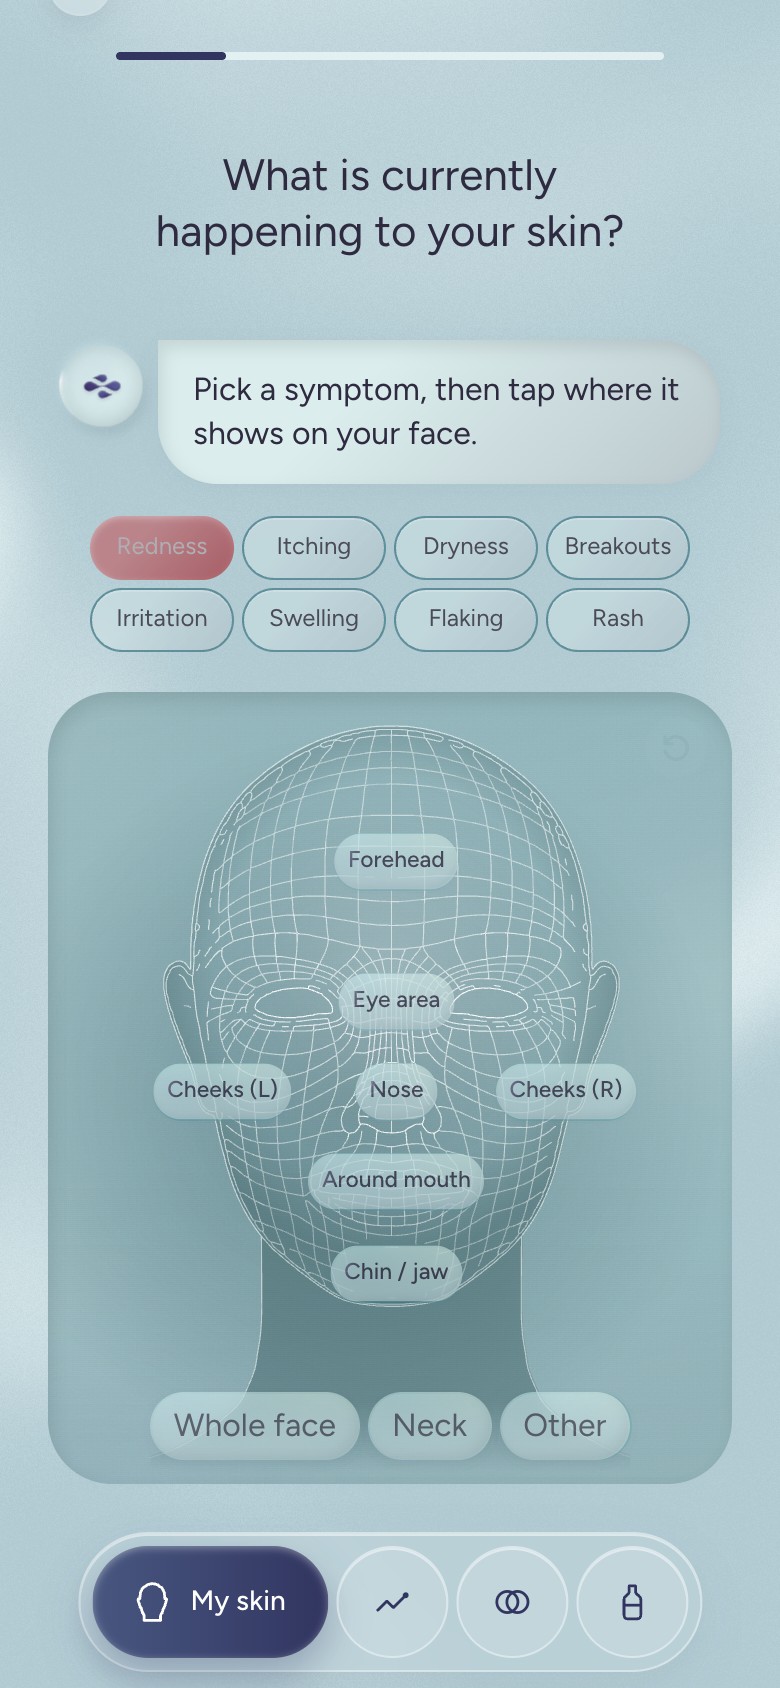 What is currently
happening to your skin?
Pick a symptom, then tap where it
shows on your face.
Redness Itching Dryness Breakouts
Irritation Swelling Flaking Rash
Forehead
Eye area
Cheeks (L) Nose Cheeks (R)
Around mouth
Chin / jaw
Whole face Neck Other
My skin